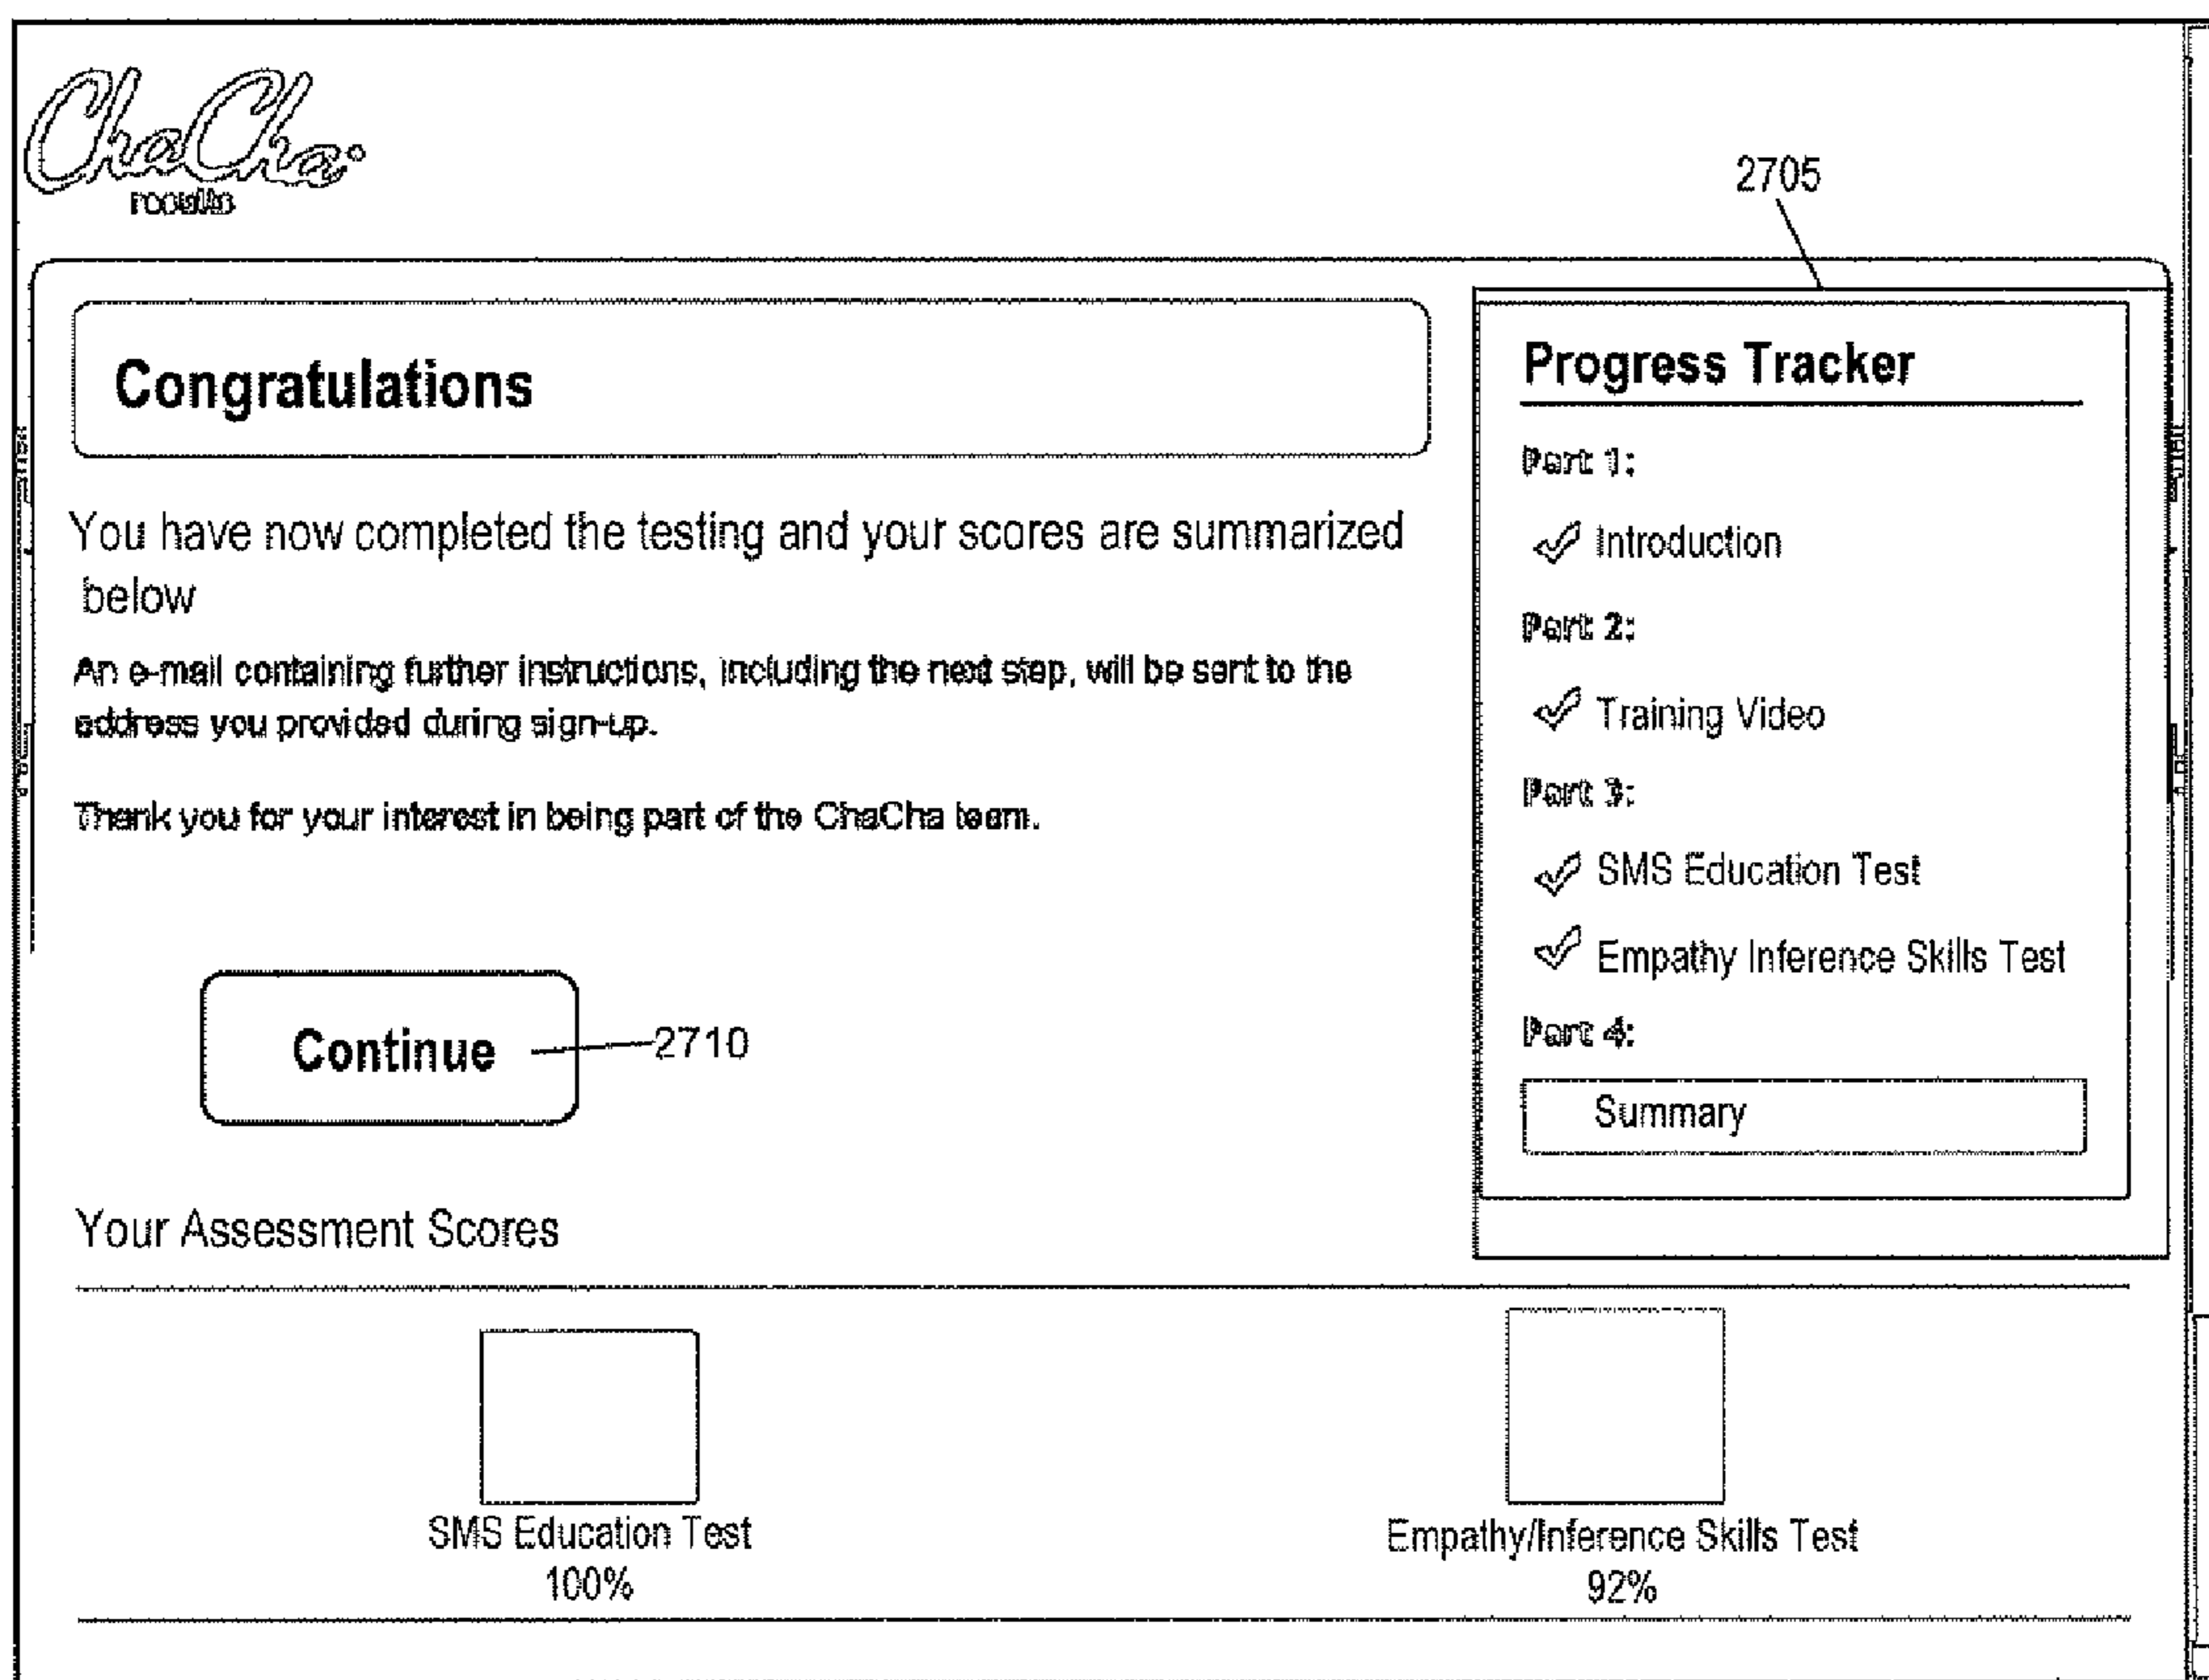 ChaCha
2705
Congratulations
You have now completed the testing and your scores are summarized
below
An e-mail containing further instructions, including the next step, will be sent to the
address you provided during sign-up.
Thank you for your interest in being part of the ChaCha team.
Continue
2710
Progress Tracker
Part 1:
Introduction
Part 2:
Training Video
Part 3:
SMS Education Test
Empathy Inference Skills Test
Part 4:
Summary
Your Assessment Scores
SMS Education Test
100%
Empathy/Inference Skills Test
92%